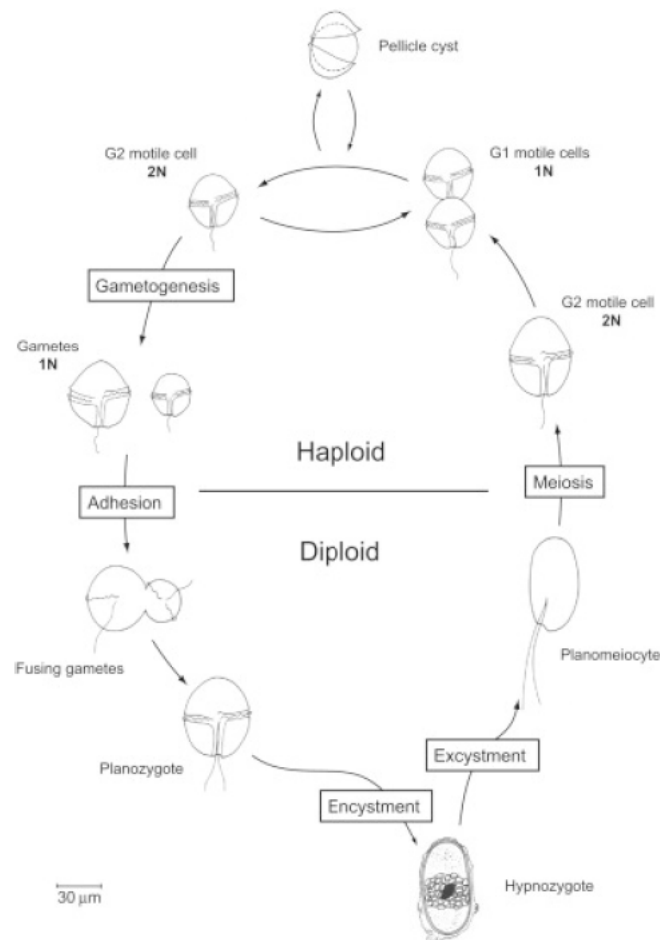 Pellicle cyst
G2 motile cell
2N
G1 motile cells
1N
Gametogenesis
G2 motile cell
2N
Gametes
1N
Haploid
Adhesion
Meiosis
Diploid
Fusing gametes
Planomeiocyte
Planozygote
Excystment
Encystment
30 μm
Hypnozygote